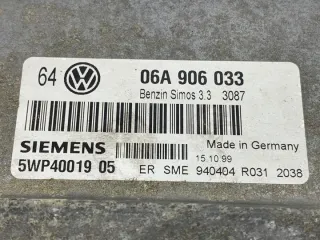 64 VW 06A 906 033
Benzin Simos 3.3 3087
SIEMENS Made in Germany
15.10.99
5WP40019 05 ER SME 940404 R031 2038